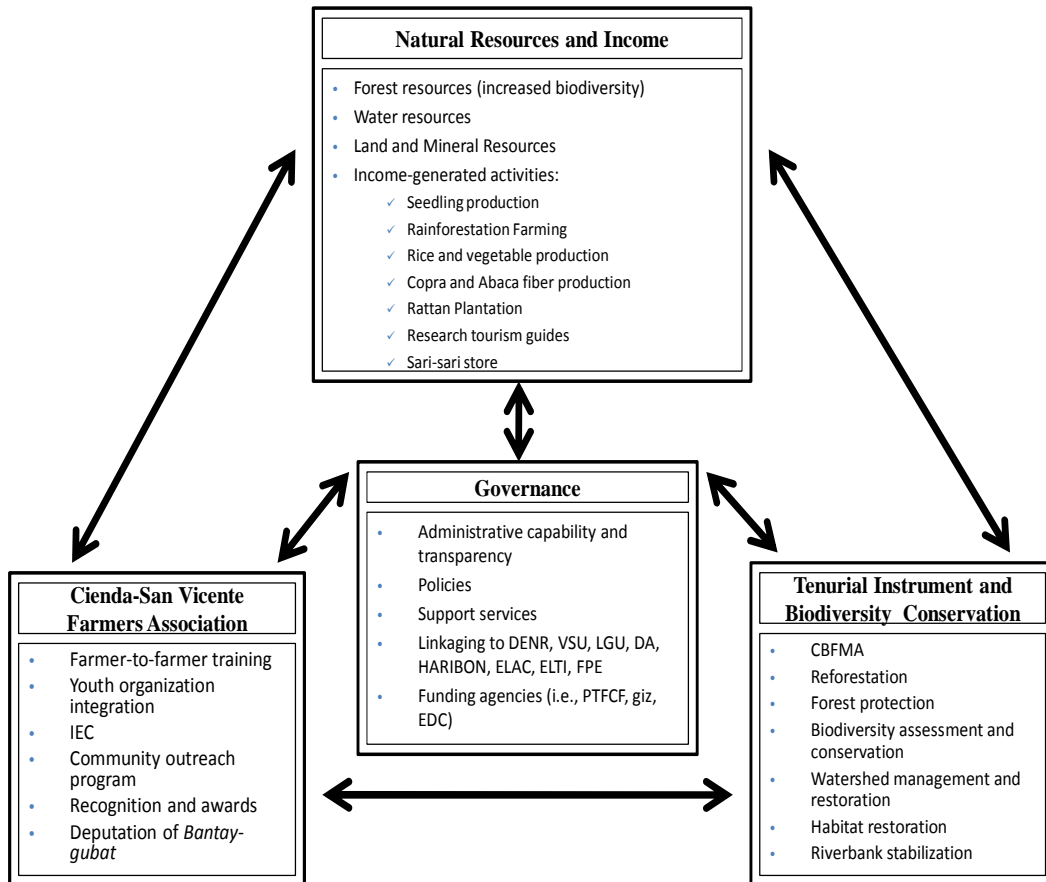 Natural Resources and Income
• Forest resources (increased biodiversity)
• Water resources
• Land and Mineral Resources
• Income-generated activities:
✓ Seedling production
✓ Rainforestation Farming
✓ Rice and vegetable production
✓ Copra and Abaca fiber production
✓ Rattan Plantation
✓ Research tourism guides
✓ Sari-sari store
Governance
• Administrative capability and
transparency
• Policies
• Support services
• Linkaging to DENR, VSU, LGU, DA,
HARIBON, ELAC, ELTI, FPE
• Funding agencies (i.e., PTFCF, giz,
EDC)
Cienda-San Vicente
Farmers Association
• Farmer-to-farmer training
• Youth organization
integration
• IEC
• Community outreach
program
• Recognition and awards
• Deputation of Bantay-
gubat
Tenurial Instrument and
Biodiversity Conservation
• CBFMA
• Reforestation
• Forest protection
• Biodiversity assessment and
conservation
• Watershed management and
restoration
• Habitat restoration
• Riverbank stabilization